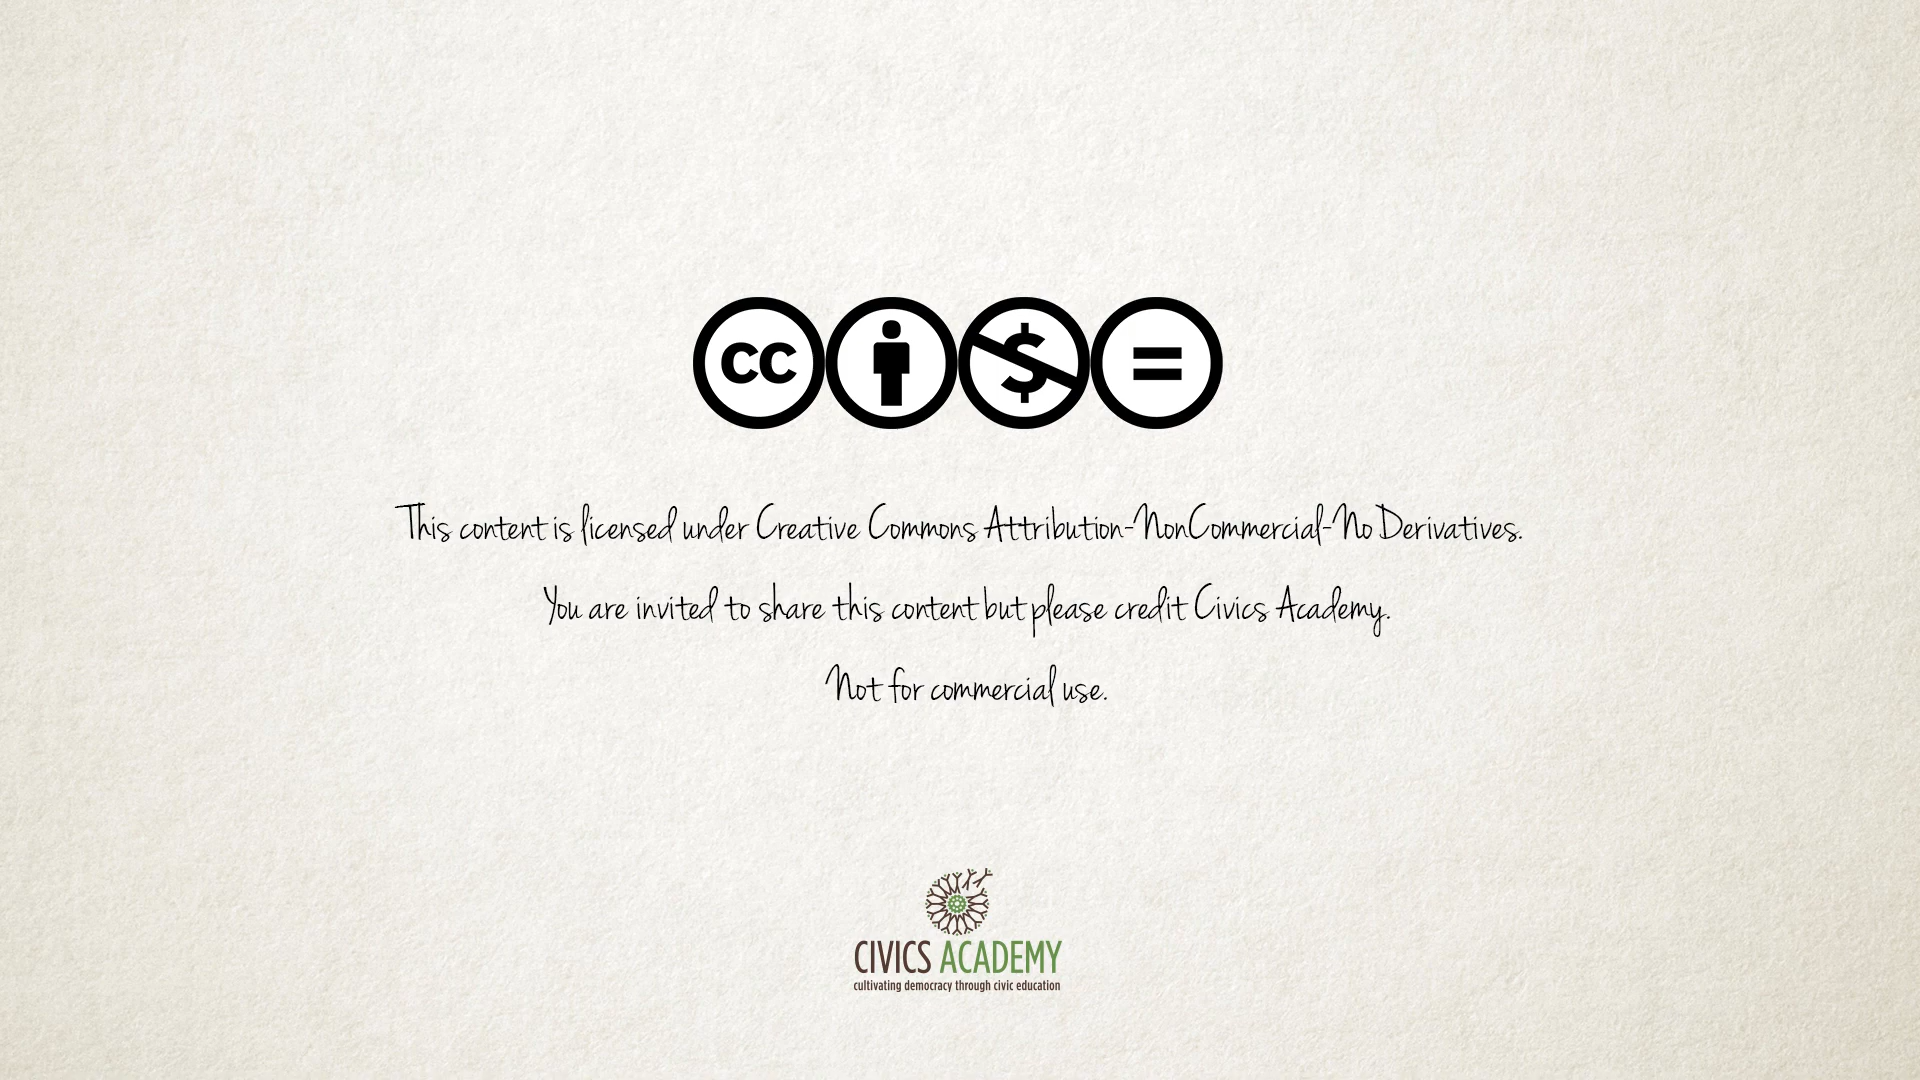 cc
$
=
This content is licensed under Creative Commons Attribution-NonCommercial-No Derivatives.
You are invited to share this content but please credit Civics Academy.
Not for commercial use.
CIVICS ACADEMY
cultivating democracy through civic education